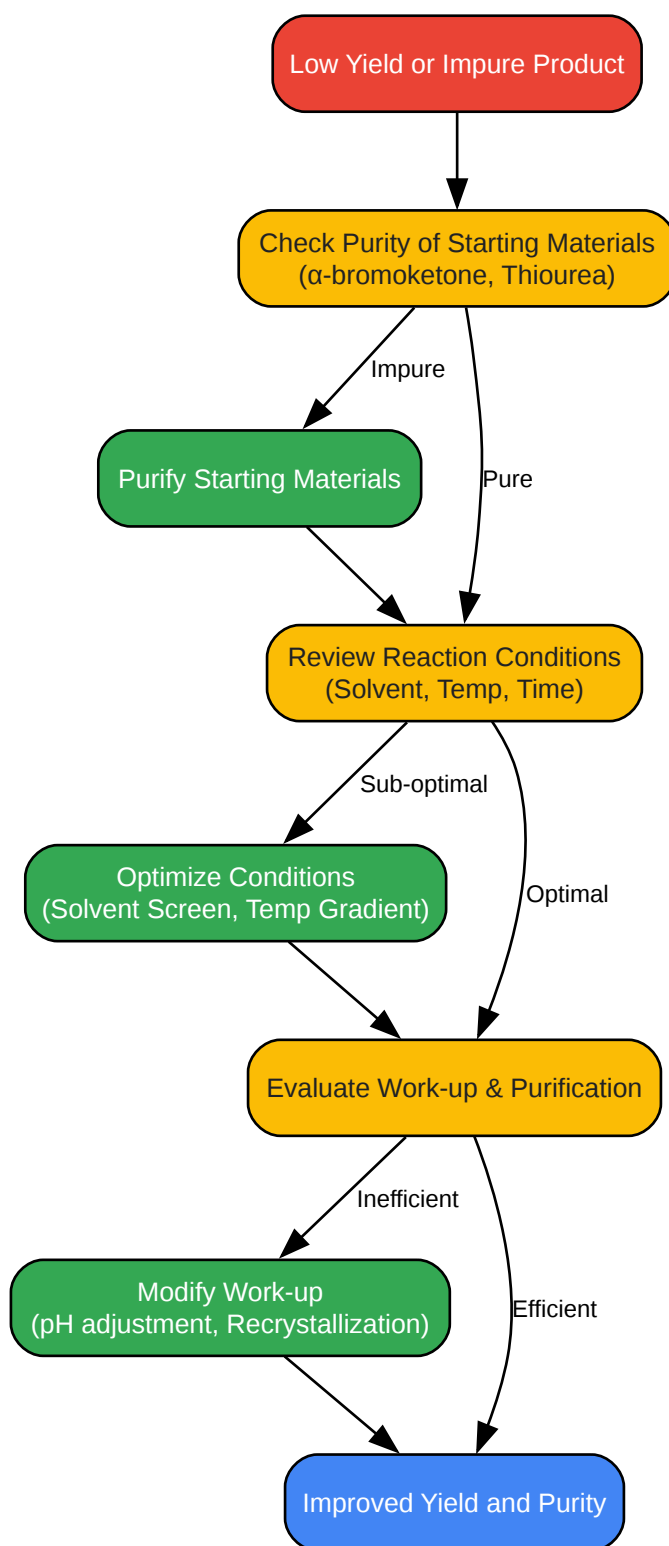 Low Yield or Impure Product
Check Purity of Starting Materials
(α-bromoketone, Thiourea)
Impure
Purify Starting Materials
Pure
Review Reaction Conditions
(Solvent, Temp, Time)
Sub-optimal
Optimize Conditions
(Solvent Screen, Temp Gradient)
Optimal
Evaluate Work-up & Purification
Inefficient
Modify Work-up
(pH adjustment, Recrystallization)
Efficient
Improved Yield and Purity